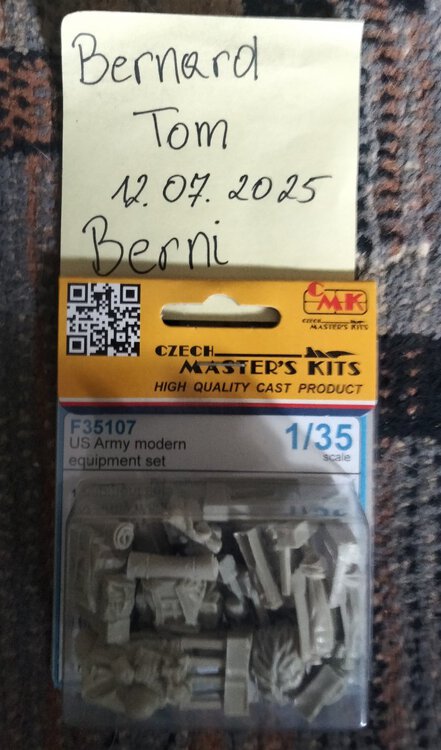 Bernard
Tom
12.07.2025
Berni
CMK
CZECH
MASTER'S KITS
CZECH
MASTER'S KITS
HIGH QUALITY CAST PRODUCT
F35107
US Army modern
equipment set
1/35
scale